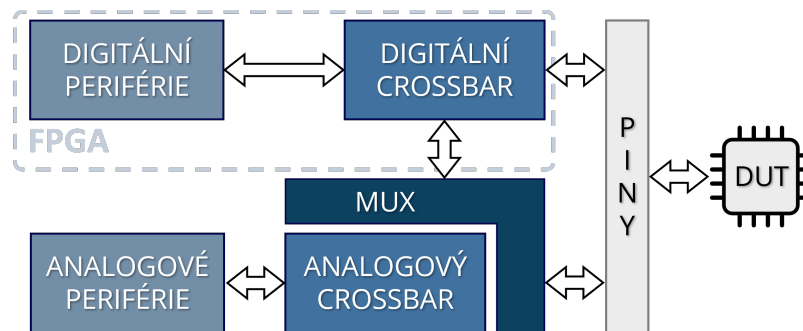 DIGITÁLNÍ
PERIFÉRIE
DIGITÁLNÍ
CROSSBAR
FPGA
MUX
ANALOGOVÉ
PERIFÉRIE
ANALOGOVÝ
CROSSBAR
P
I
N
Y
DUT